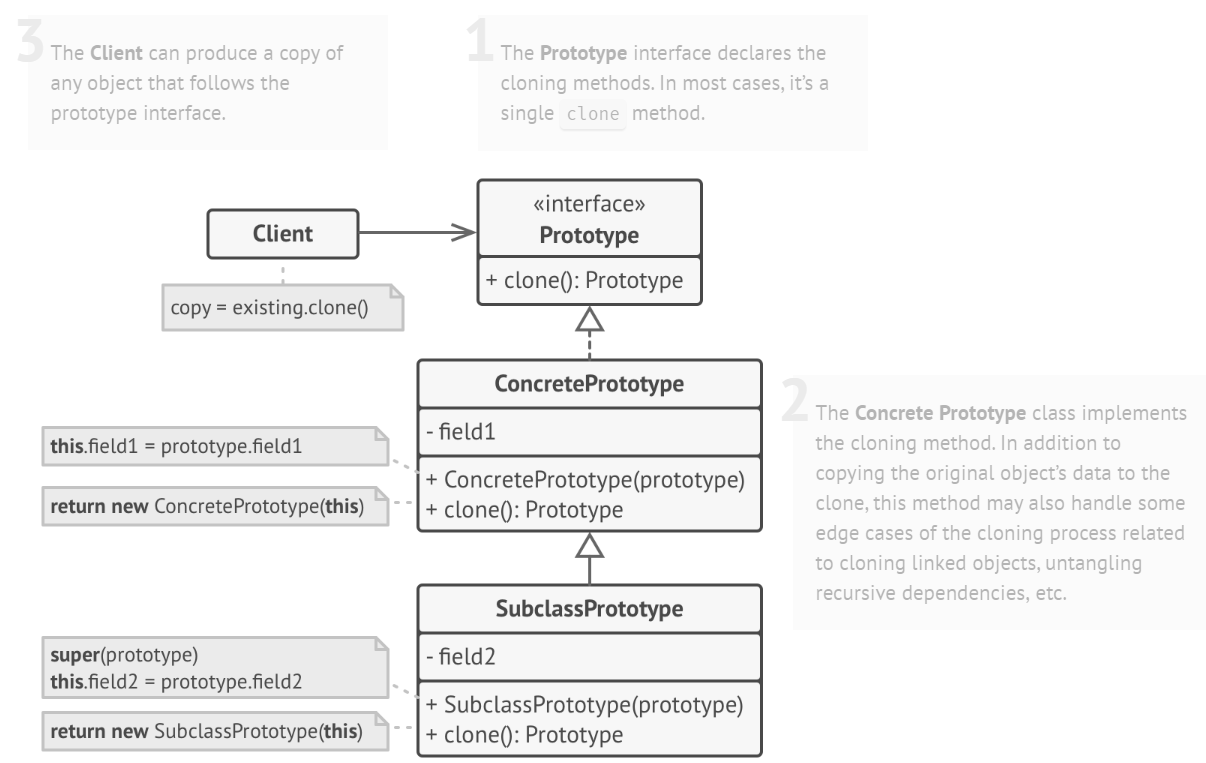 3
The Client can produce a copy of
any object that follows the
prototype interface.
1
The Prototype interface declares the
cloning methods. In most cases, it's a
single clone method.
«interface»
Prototype
+ clone(): Prototype
Client
copy = existing.clone()
ConcretePrototype
- field1
+ ConcretePrototype(prototype)
+ clone(): Prototype
this.field1 = prototype.field1
return new ConcretePrototype(this)
2
The Concrete Prototype class implements
the cloning method. In addition to
copying the original object's data to the
clone, this method may also handle some
edge cases of the cloning process related
to cloning linked objects, untangling
recursive dependencies, etc.
SubclassPrototype
- field2
+ SubclassPrototype(prototype)
+ clone(): Prototype
super(prototype)
this.field2 = prototype.field2
return new SubclassPrototype(this)